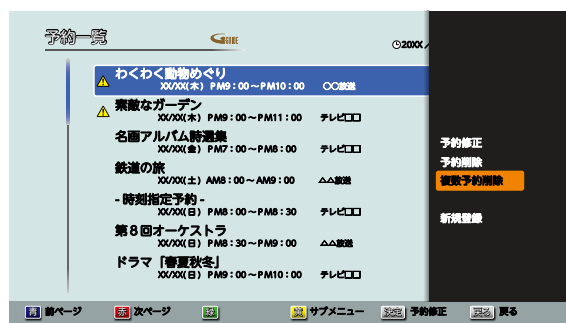 予約一覧
GGUIDE
20XX/
わくわく動物めぐり
XX/XX(木) PM9:00～PM10:00 〇〇放送
素敵なガーデン
XX/XX(木) PM9:00～PM11:00 テレビ□□
名画アルバム詩選集
XX/XX(金) PM7:00～PM8:00 テレビ□□
鉄道の旅
XX/XX(土) AM8:00～AM9:00 △△放送
- 時刻指定予約 -
XX/XX(日) PM8:00～PM8:30 テレビ□□
第8回オーケストラ
XX/XX(日) PM8:30～PM9:00 △△放送
ドラマ「春夏秋冬」
XX/XX(日) PM9:00～PM10:00 テレビ□□
予約修正
予約削除
複数予約削除
新規登録
青 前ページ 赤 次ページ 緑 黄 サブメニュー 決定 予約修正 戻る 戻る